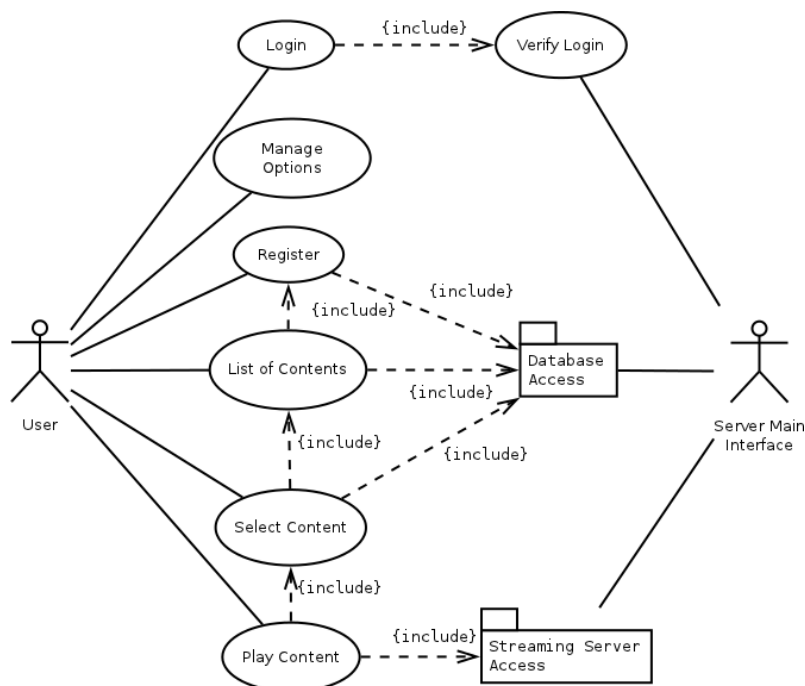 Login
{include}
Verify Login
Manage
Options
Register
{include}
{include}
List of Contents
Database
Access
{include}
User
Server Main
Interface
{include}
{include}
Select Content
{include}
Play Content
{include}
Streaming Server
Access